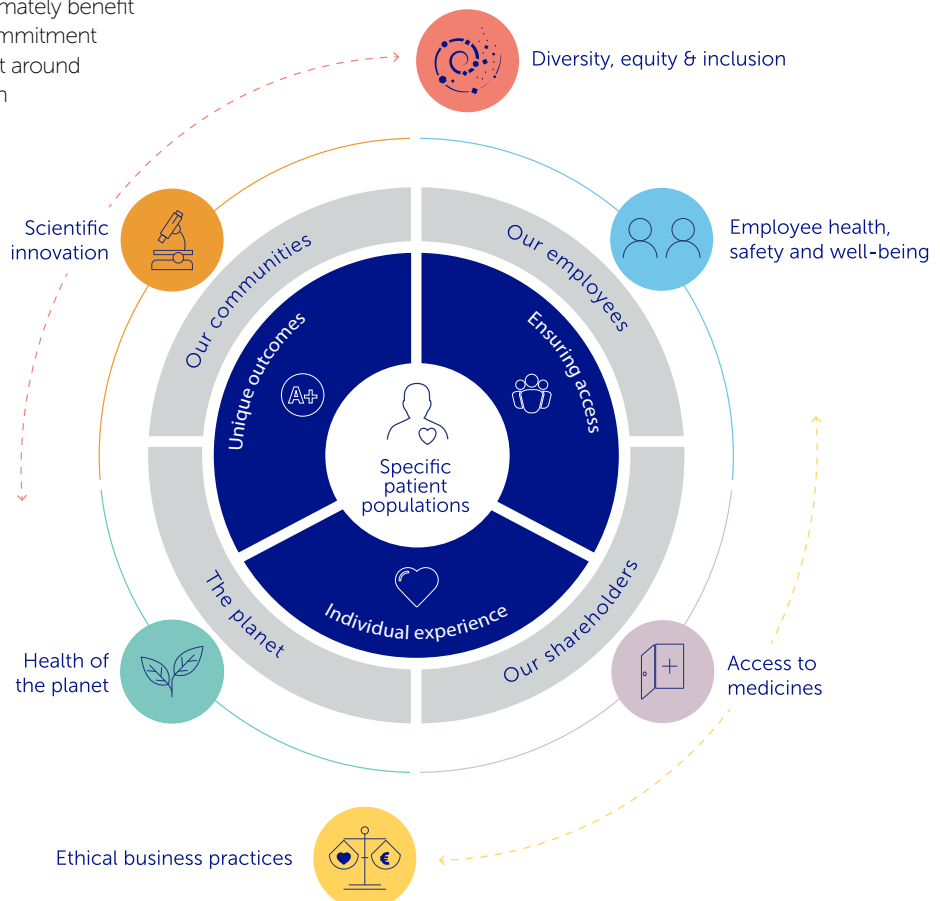 mately benefit
mmitment
t around
n
Diversity, equity & inclusion
Scientific
innovation
Employee health,
safety and well-being
Our communities
Our employees
Unique outcomes
A+
Ensuring access
Specific
patient
populations
Individual experience
The planet
Our shareholders
Health of
the planet
Access to
medicines
Ethical business practices
€